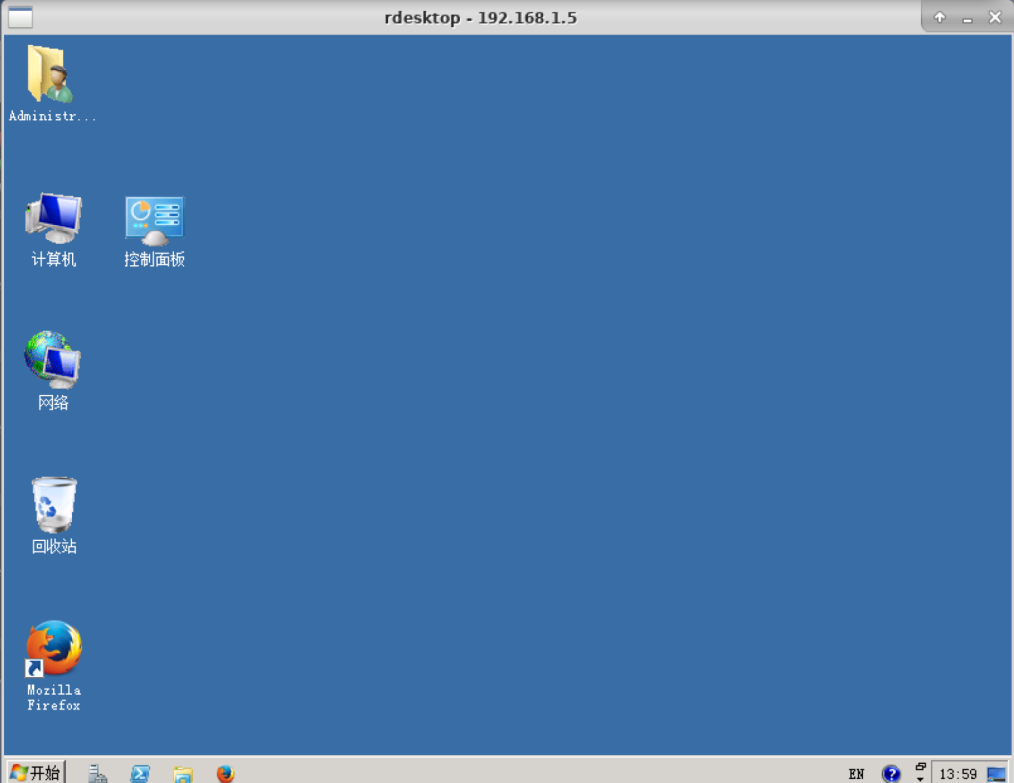 rdesktop - 192.168.1.5
Administr...
计算机
控制面板
网络
回收站
Mozilla
Firefox
开始
EN
13:59